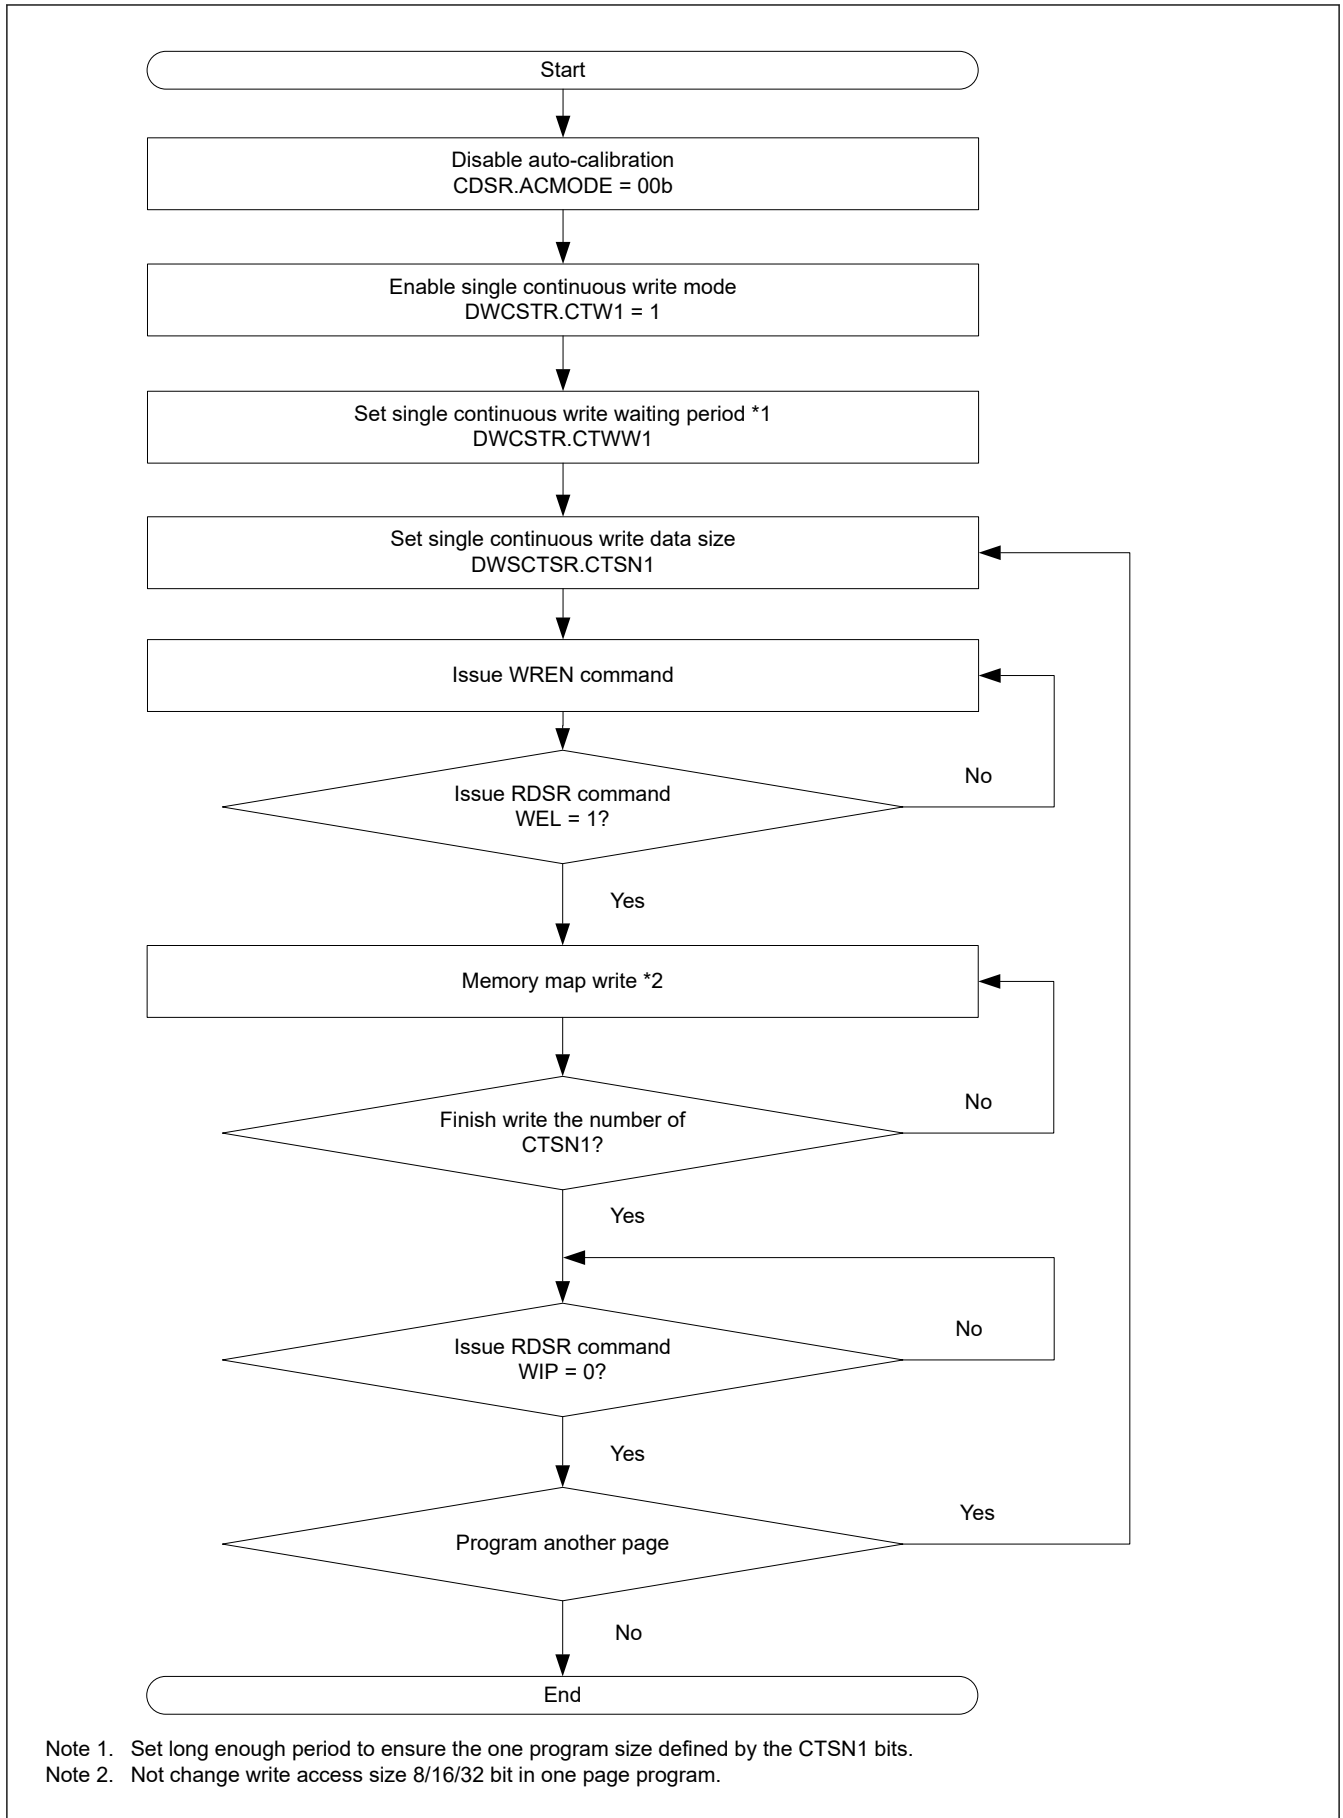 Start
Disable auto-calibration
CDSR.ACMODE = 00b
Enable single continuous write mode
DWCSTR.CTW1 = 1
Set single continuous write waiting period *1
DWCSTR.CTWW1
Set single continuous write data size
DWSCTSR.CTSN1
Issue WREN command
No
Issue RDSR command
WEL = 1?
Yes
Memory map write *2
No
Finish write the number of
CTSN1?
Yes
No
Issue RDSR command
WIP = 0?
Yes
Yes
Program another page
No
End
Note 1. Set long enough period to ensure the one program size defined by the CTSN1 bits.
Note 2. Not change write access size 8/16/32 bit in one page program.